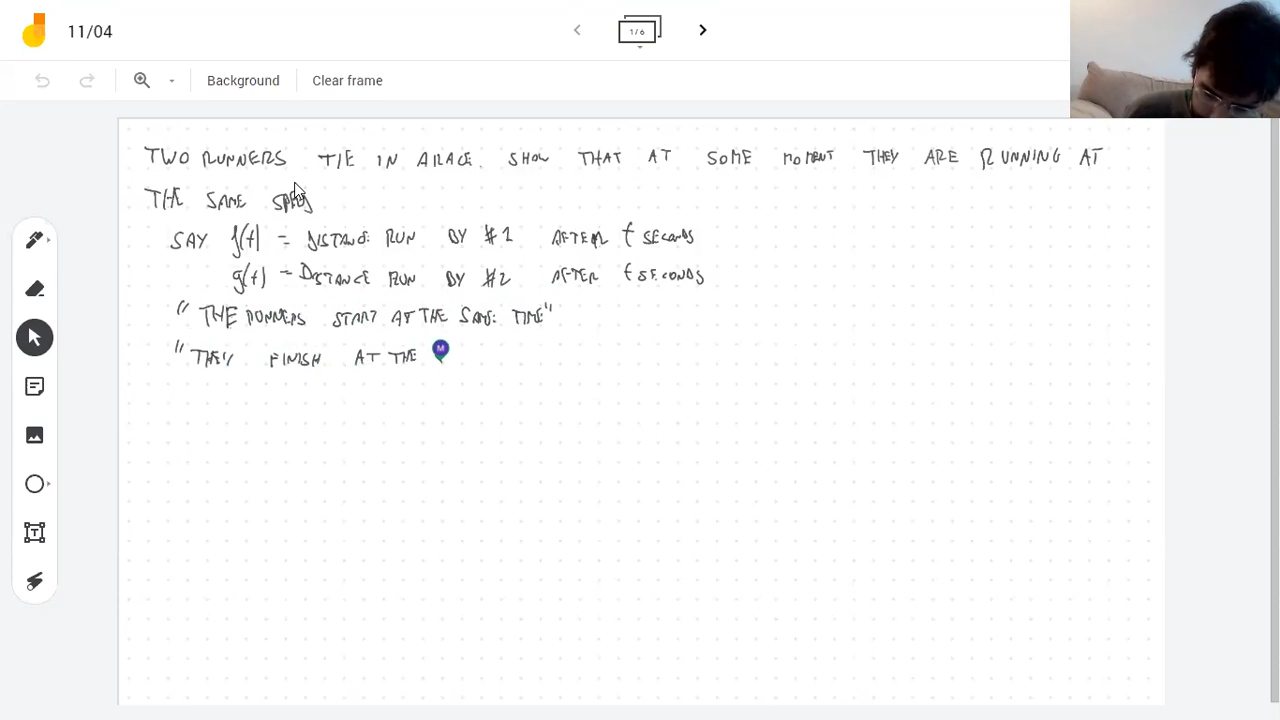 11/04
1/6
Background
Clear frame
TWO RUNNERS TIE IN A RACE. SHOW THAT AT SOME MOMENT THEY ARE RUNNING AT
THE SAME SPEED
SAY f(t) = DISTANCE RUN BY #1 AFTER t SECONDS
g(t) = DISTANCE RUN BY #2 AFTER t SECONDS
"THE RUNNERS START AT THE SAME TIME"
"THEY FINISH AT THE
M
T